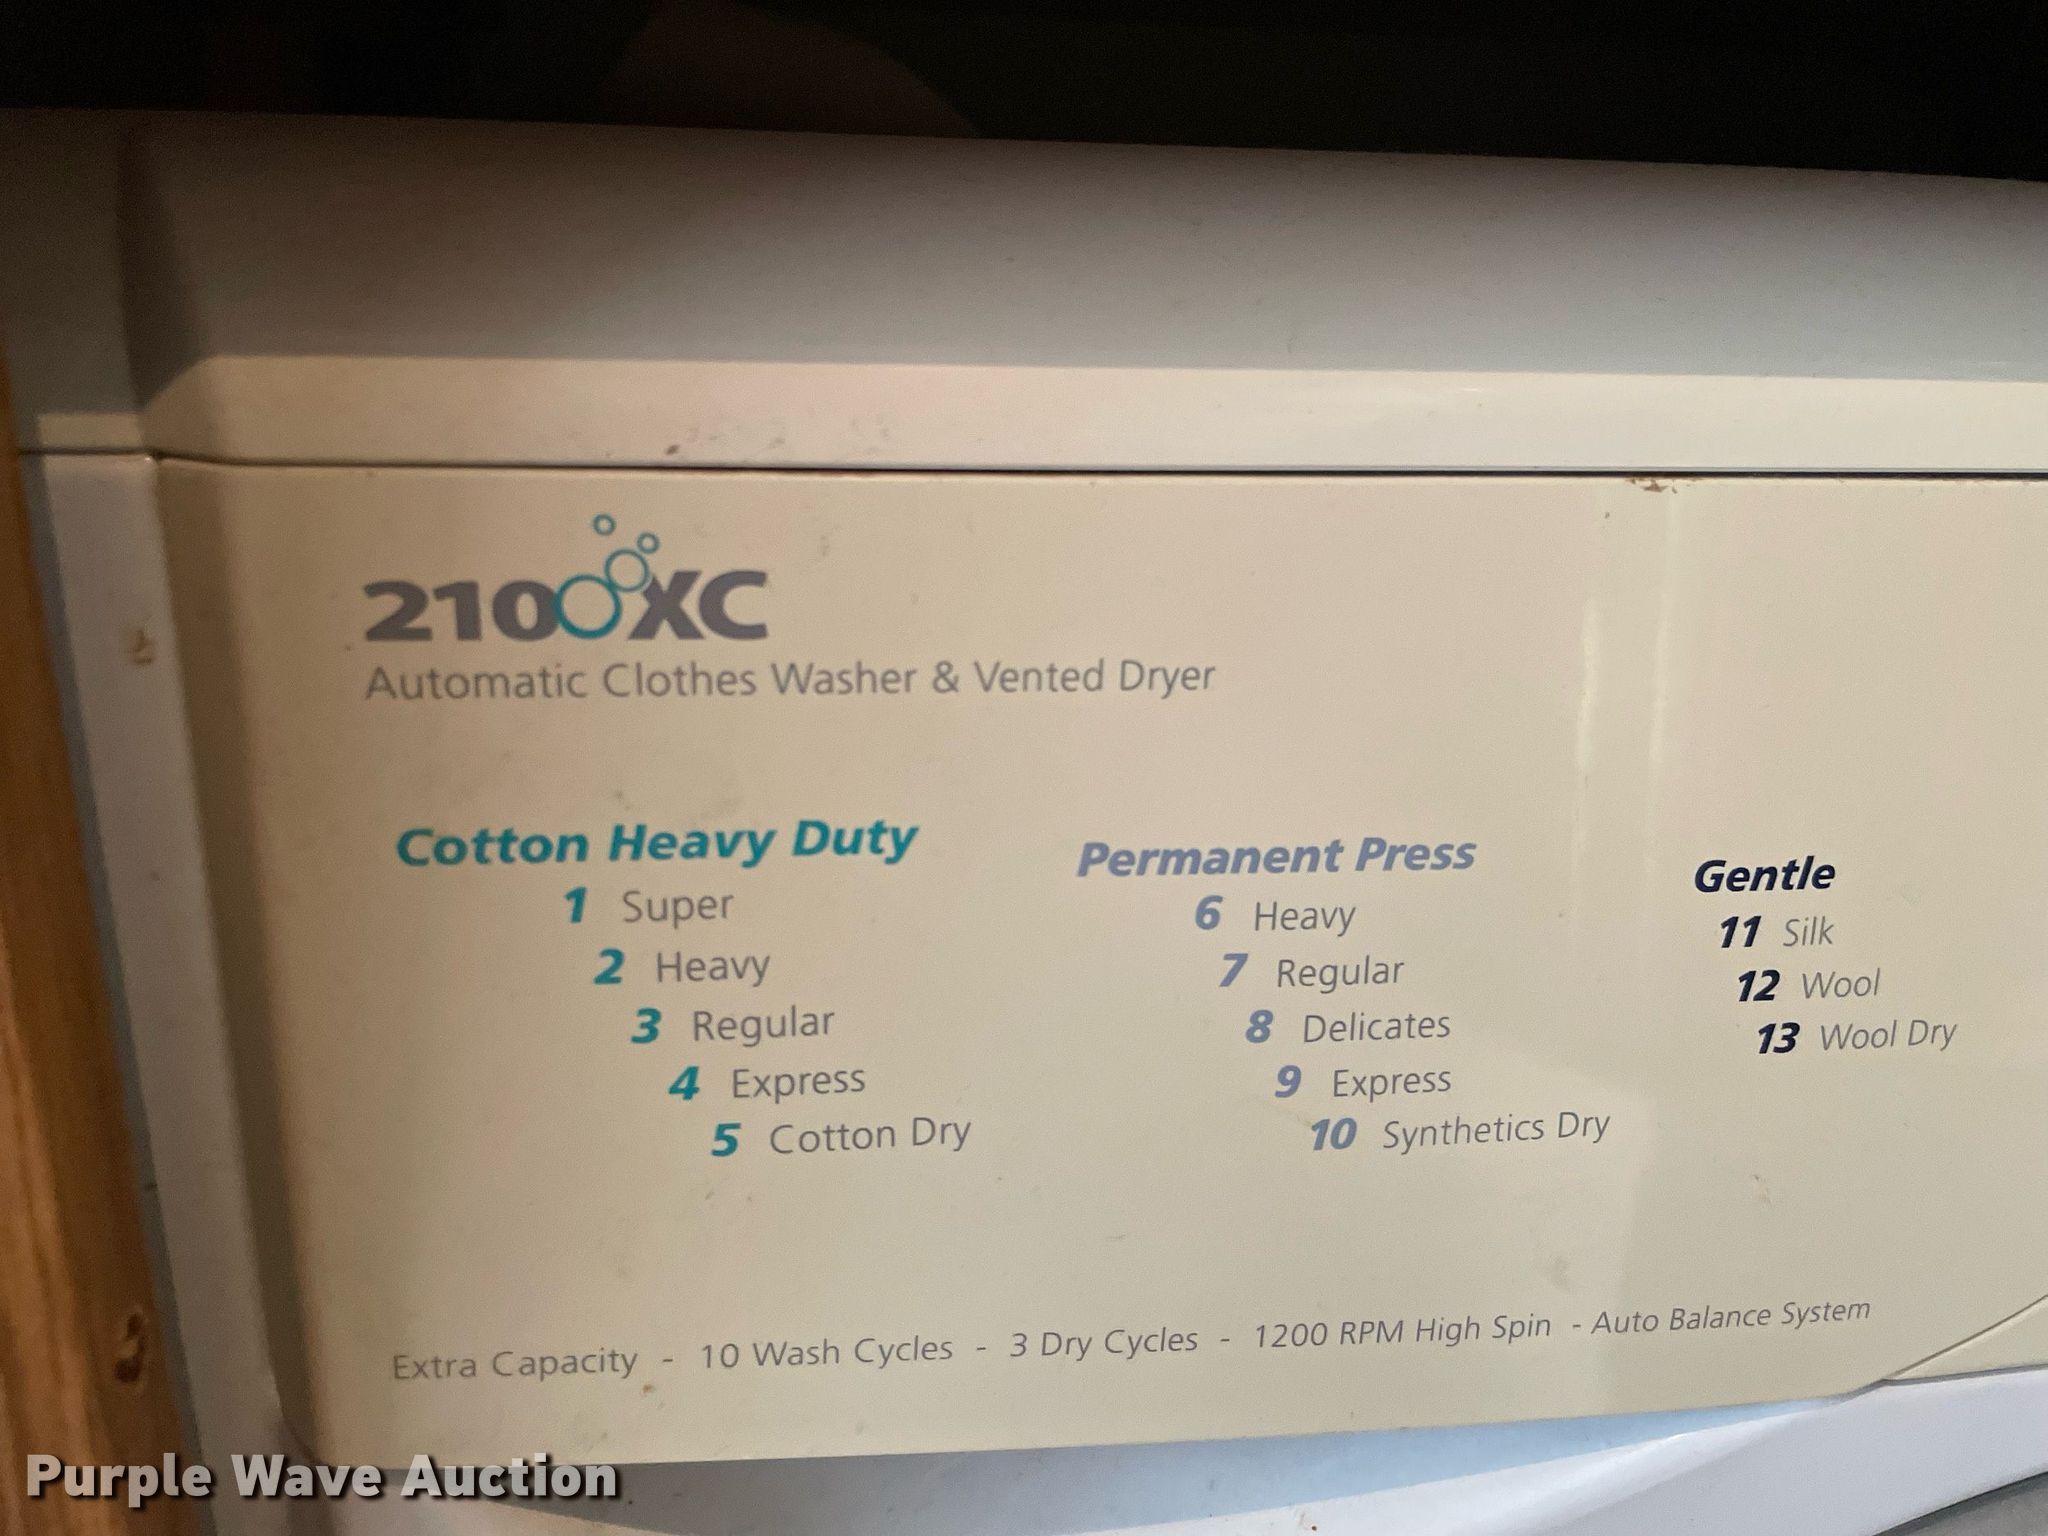 2100XC
Automatic Clothes Washer & Vented Dryer
Cotton Heavy Duty
1 Super
2 Heavy
3 Regular
4 Express
5 Cotton Dry
Permanent Press
6 Heavy
7 Regular
8 Delicates
9 Express
10 Synthetics Dry
Gentle
11 Silk
12 Wool
13 Wool Dry
Extra Capacity - 10 Wash Cycles - 3 Dry Cycles - 1200 RPM High Spin - Auto Balance System
Purple Wave Auction